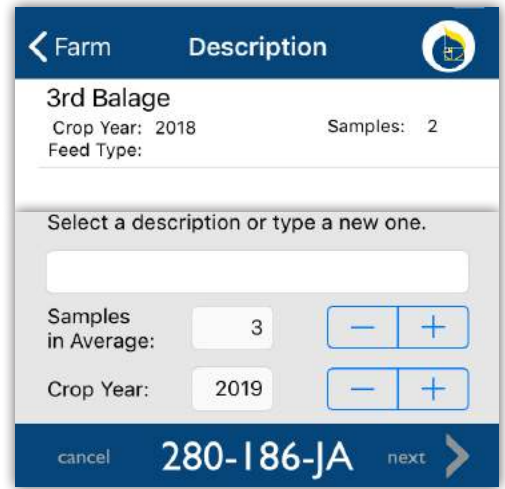 Farm Description
3rd Balage
Crop Year: 2018 Samples: 2
Feed Type:
Select a description or type a new one.
Samples
in Average: 3 — +
Crop Year: 2019 — +
cancel 280-186-JA next